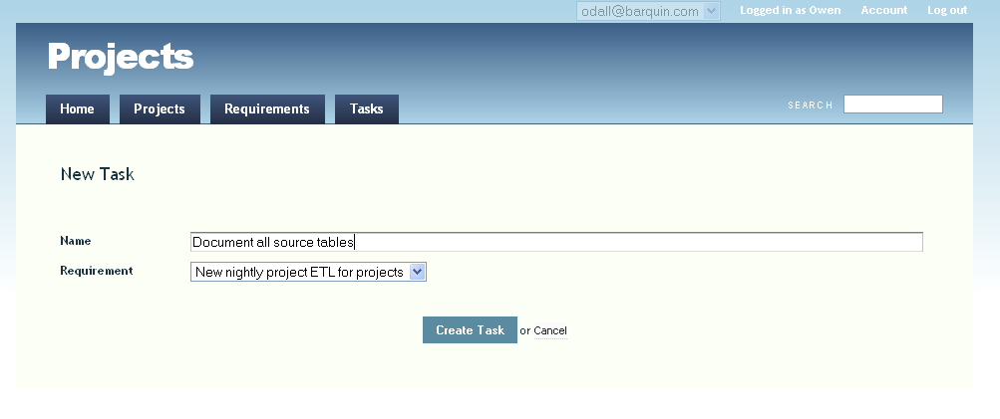 odall@barquin.com Logged in as Owen Account Log out
Projects
Home Projects Requirements Tasks SEARCH
New Task
Name Document all source tables
Requirement New nightly project ETL for projects
Create Task or Cancel